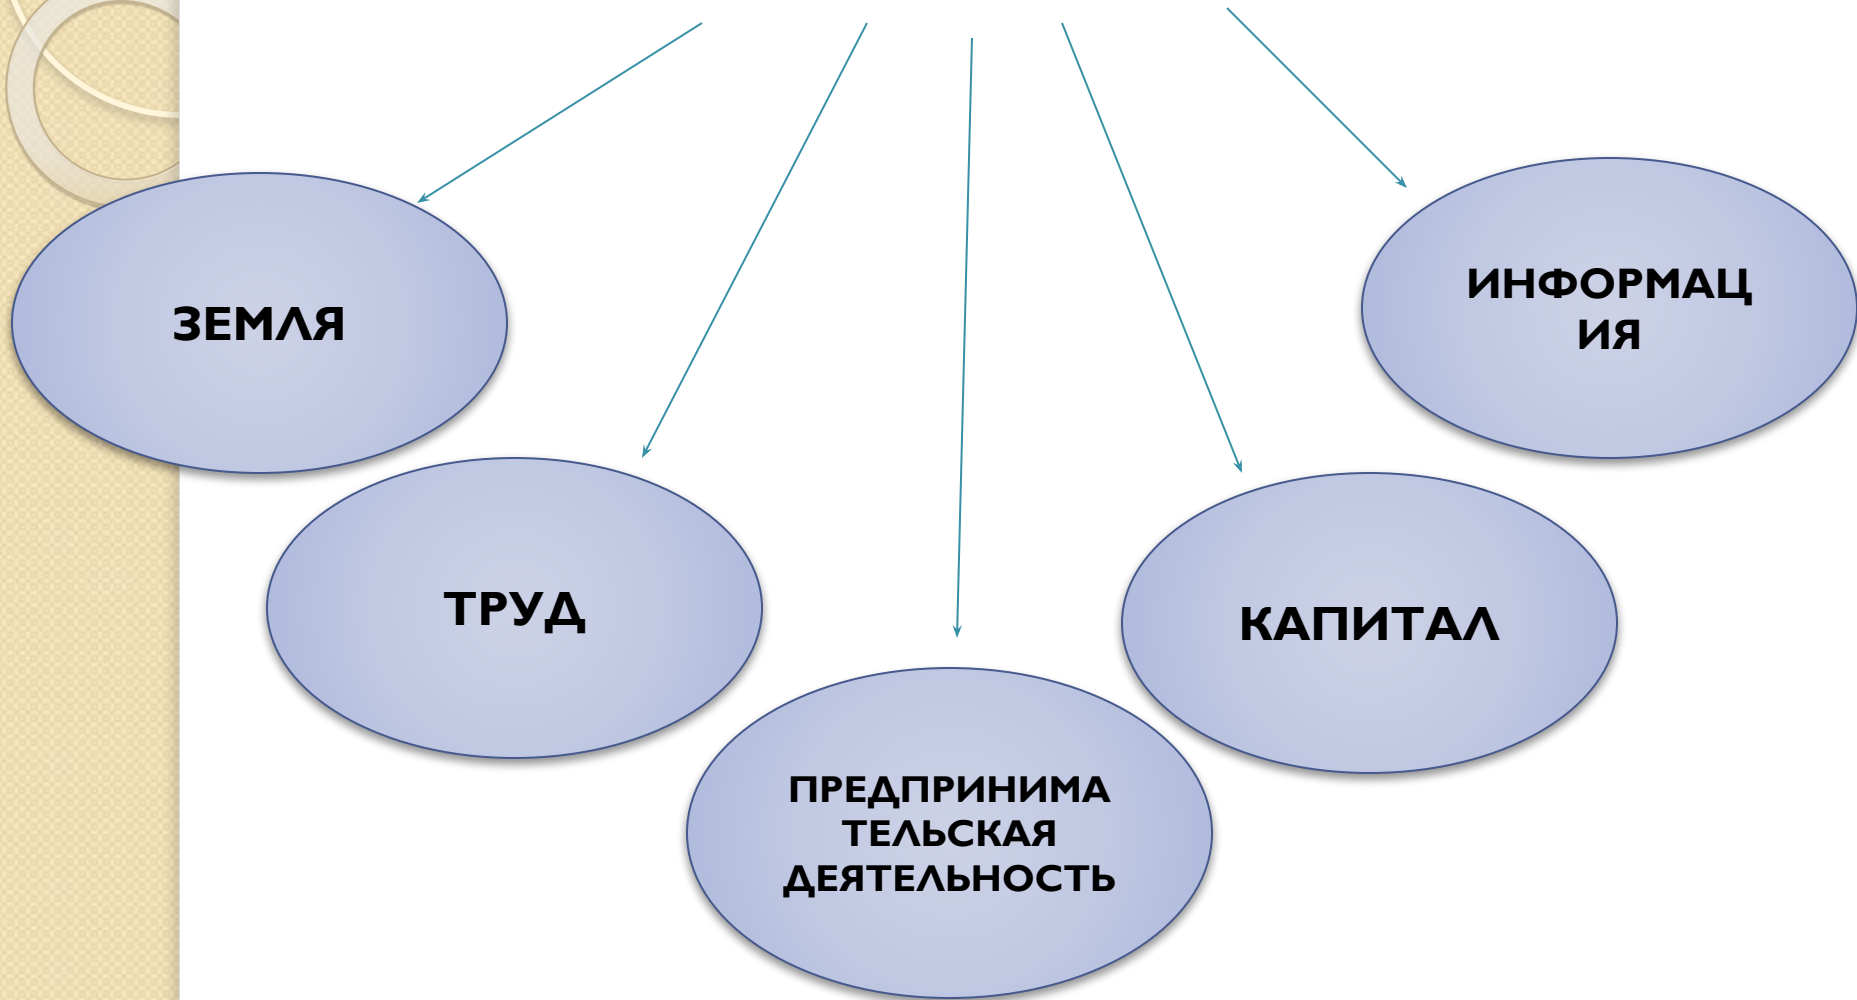 ЗЕМЛЯ
ТРУД
ПРЕДПРИНИМА
ТЕЛЬСКАЯ
ДЕЯТЕЛЬНОСТЬ
КАПИТАЛ
ИНФОРМАЦ
ИЯ